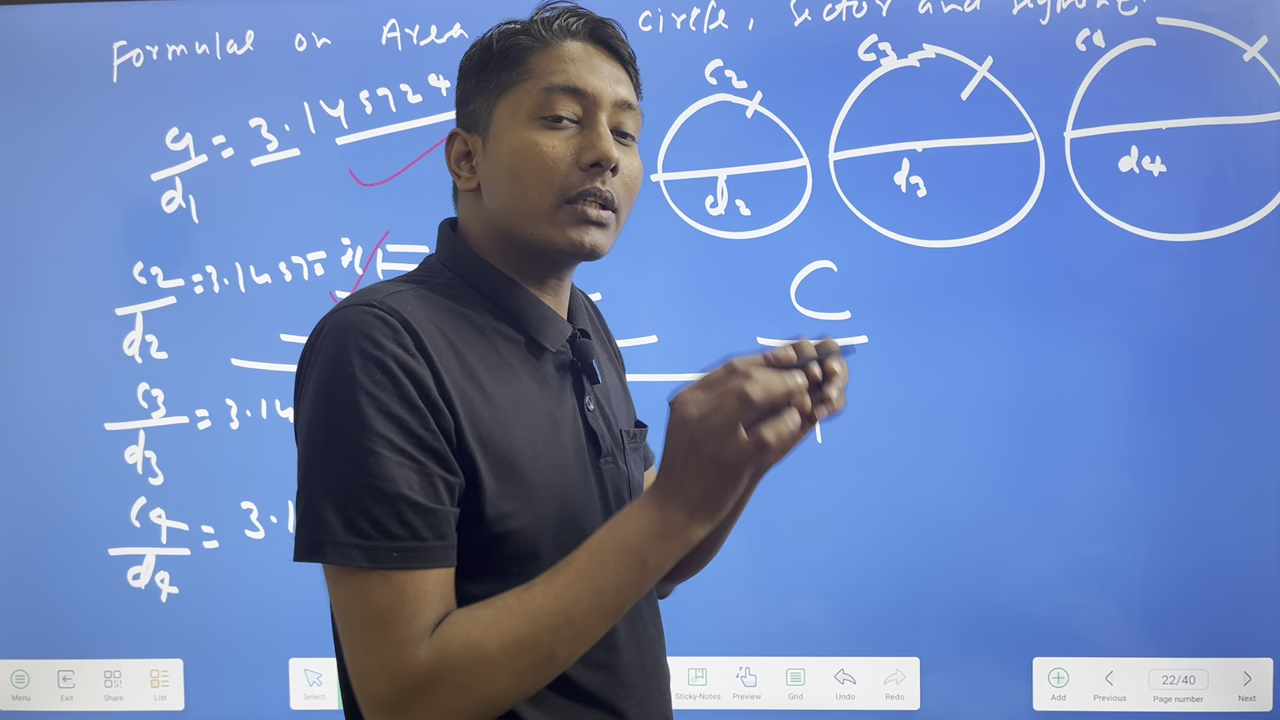 Formulae on Area circle, sector and segment.
C1/d1 = 3.145724
C2 d2
C3 d3
C4 d4
C2/d2 = 3.1457
C
C3/d3 = 3.14
C4/d4 = 3.1
Menu Exit Share List Select Sticky-Notes Preview Grid Undo Redo Add Previous 22/40 Page number Next